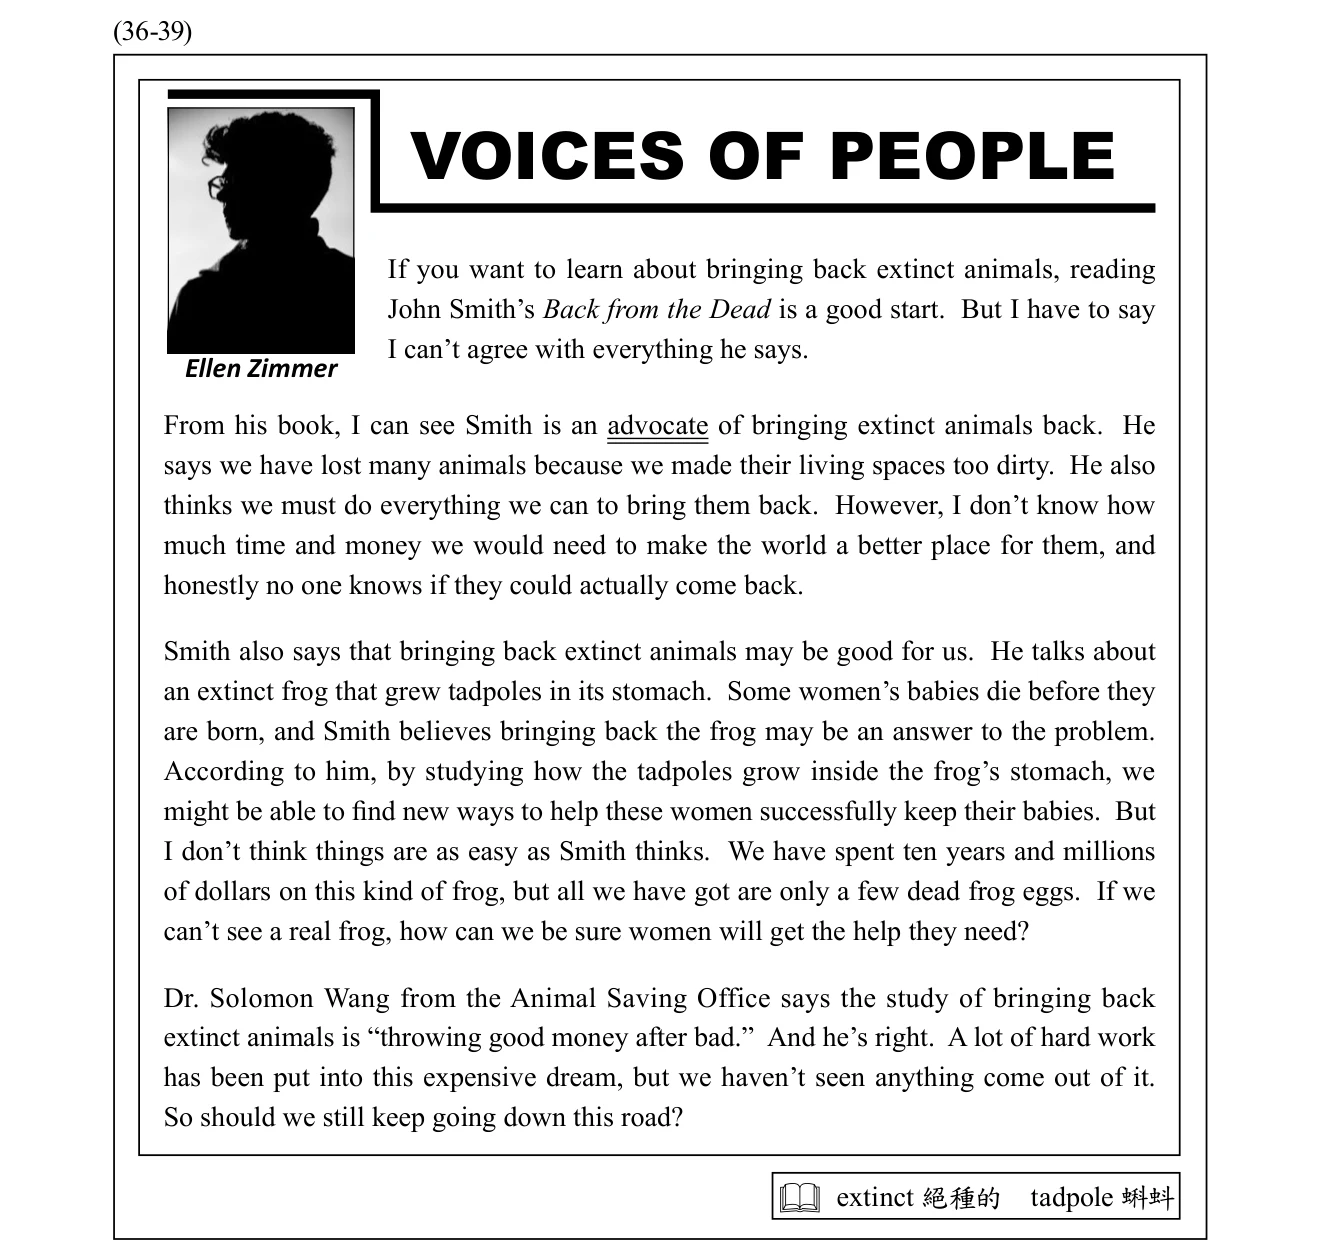 (36-39)
VOICES OF PEOPLE
If you want to learn about bringing back extinct animals, reading
John Smith’s Back from the Dead is a good start.  But I have to say
I can’t agree with everything he says.
Ellen Zimmer
From his book, I can see Smith is an advocate of bringing extinct animals back.  He
says we have lost many animals because we made their living spaces too dirty.  He also
thinks we must do everything we can to bring them back.  However, I don’t know how
much time and money we would need to make the world a better place for them, and
honestly no one knows if they could actually come back.
Smith also says that bringing back extinct animals may be good for us.  He talks about
an extinct frog that grew tadpoles in its stomach.  Some women’s babies die before they
are born, and Smith believes bringing back the frog may be an answer to the problem.
According to him, by studying how the tadpoles grow inside the frog’s stomach, we
might be able to find new ways to help these women successfully keep their babies.  But
I don’t think things are as easy as Smith thinks.  We have spent ten years and millions
of dollars on this kind of frog, but all we have got are only a few dead frog eggs.  If we
can’t see a real frog, how can we be sure women will get the help they need?
Dr. Solomon Wang from the Animal Saving Office says the study of bringing back
extinct animals is “throwing good money after bad.”  And he’s right.  A lot of hard work
has been put into this expensive dream, but we haven’t seen anything come out of it.
So should we still keep going down this road?
extinct 絕種的 tadpole 蝌蚪